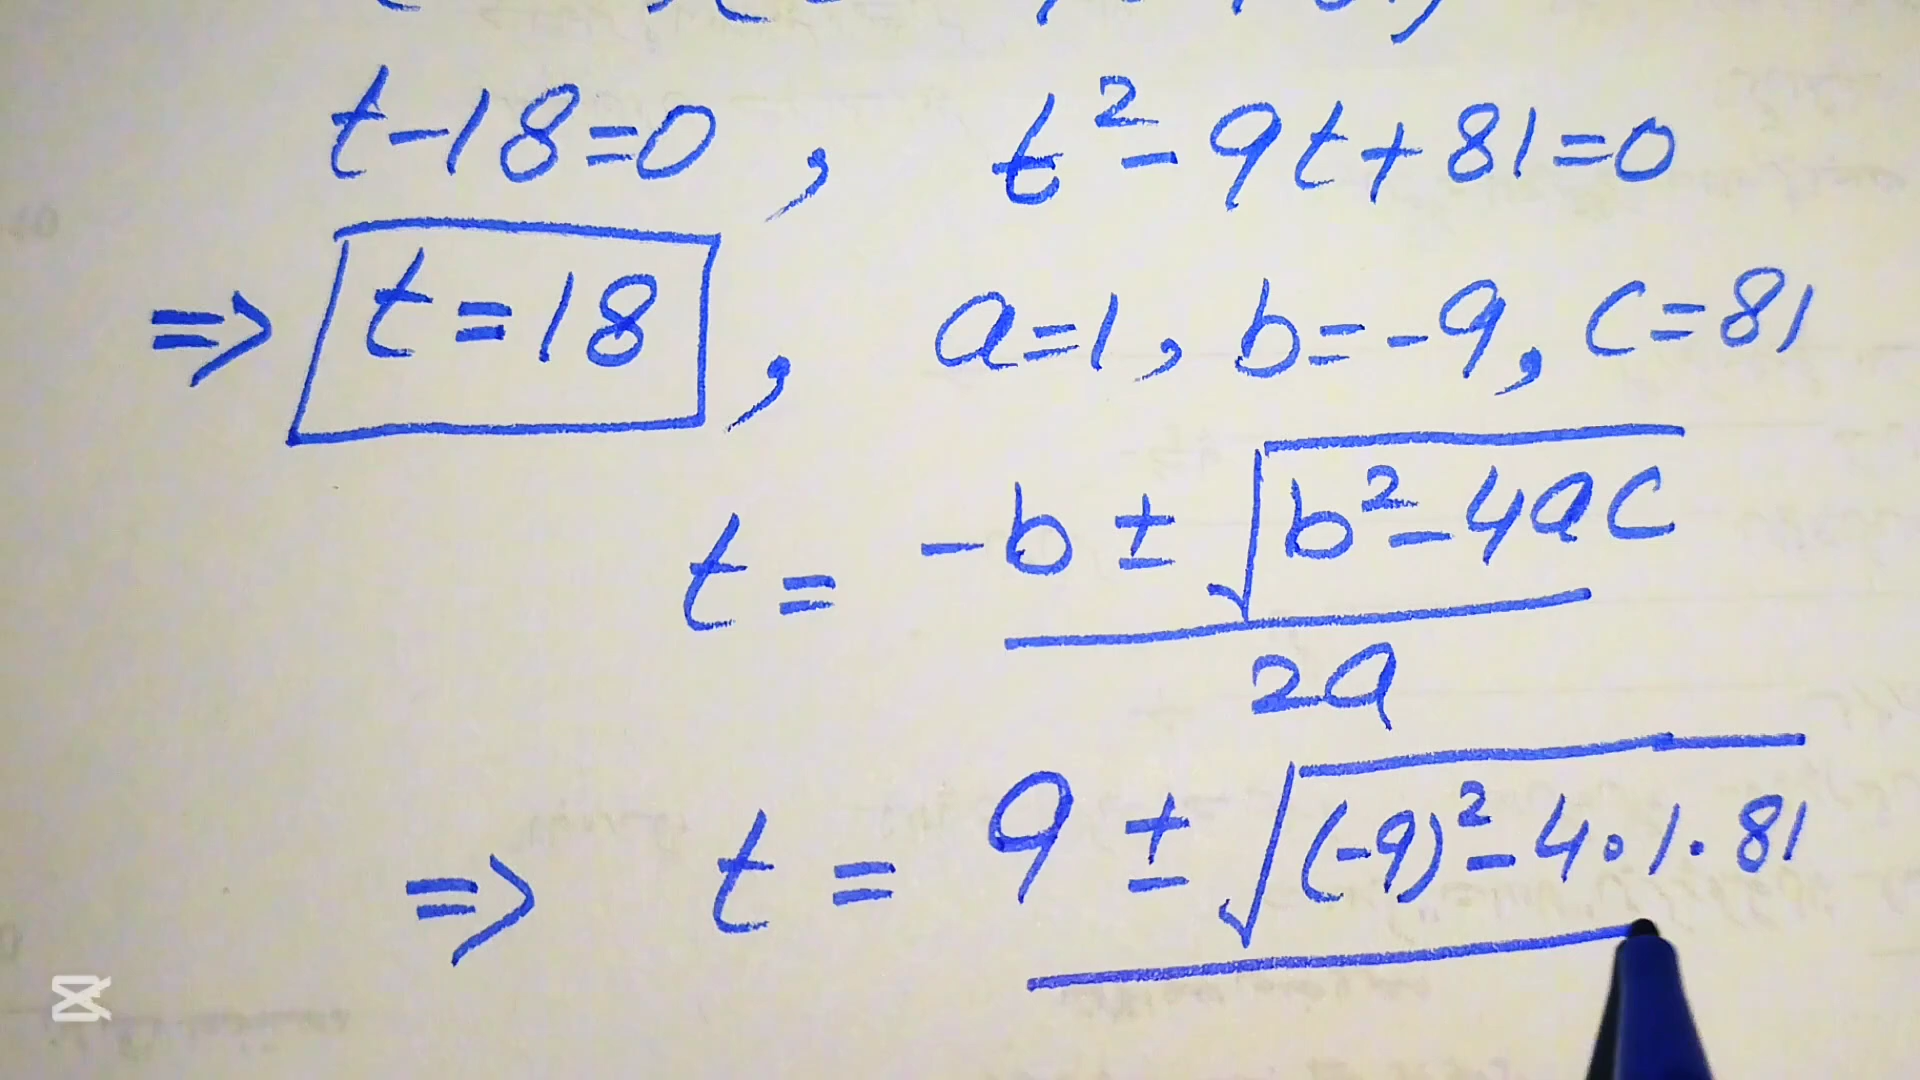 t-18=0 , t²-9t+81=0
=> t=18 , a=1, b=-9, c=81
t = (-b ± √(b²-4ac)) / 2a
=> t = 9 ± √((-9)²-4·1·81)